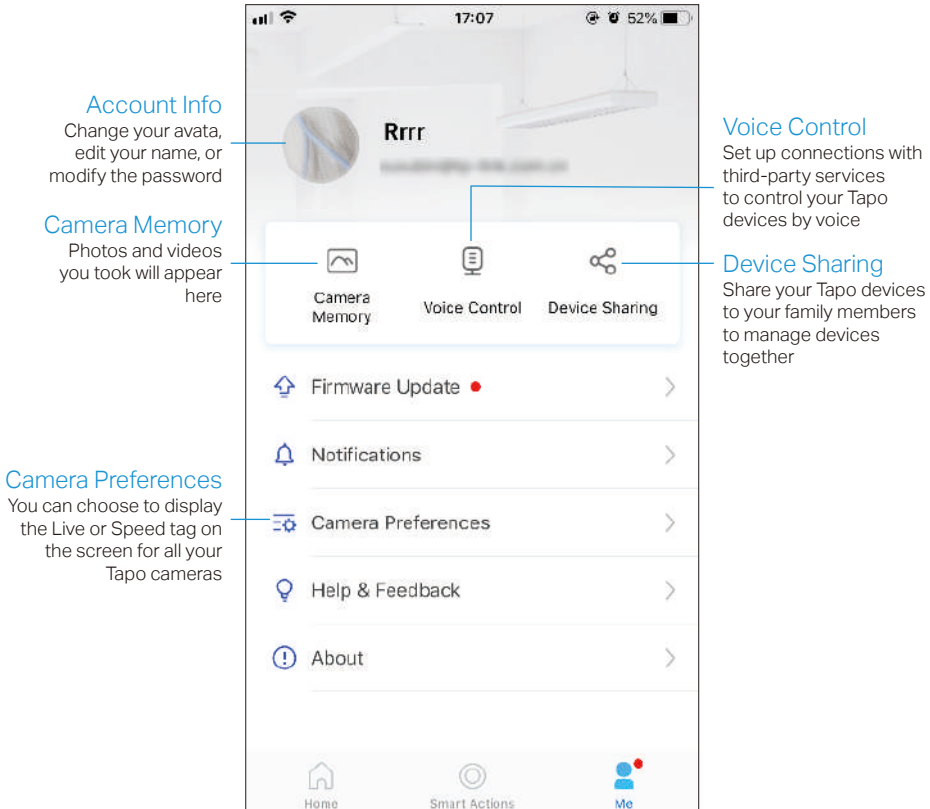 17:07
52%
Account Info
Change your avata,
edit your name, or
modify the password
Rrrr
Voice Control
Set up connections with
third-party services
to control your Tapo
devices by voice
Camera Memory
Photos and videos
you took will appear
here
Device Sharing
Share your Tapo devices
to your family members
to manage devices
together
Camera
Memory
Voice Control
Device Sharing
Firmware Update
Notifications
Camera Preferences
You can choose to display
the Live or Speed tag on
the screen for all your
Tapo cameras
Camera Preferences
Help & Feedback
About
Home
Smart Actions
Me